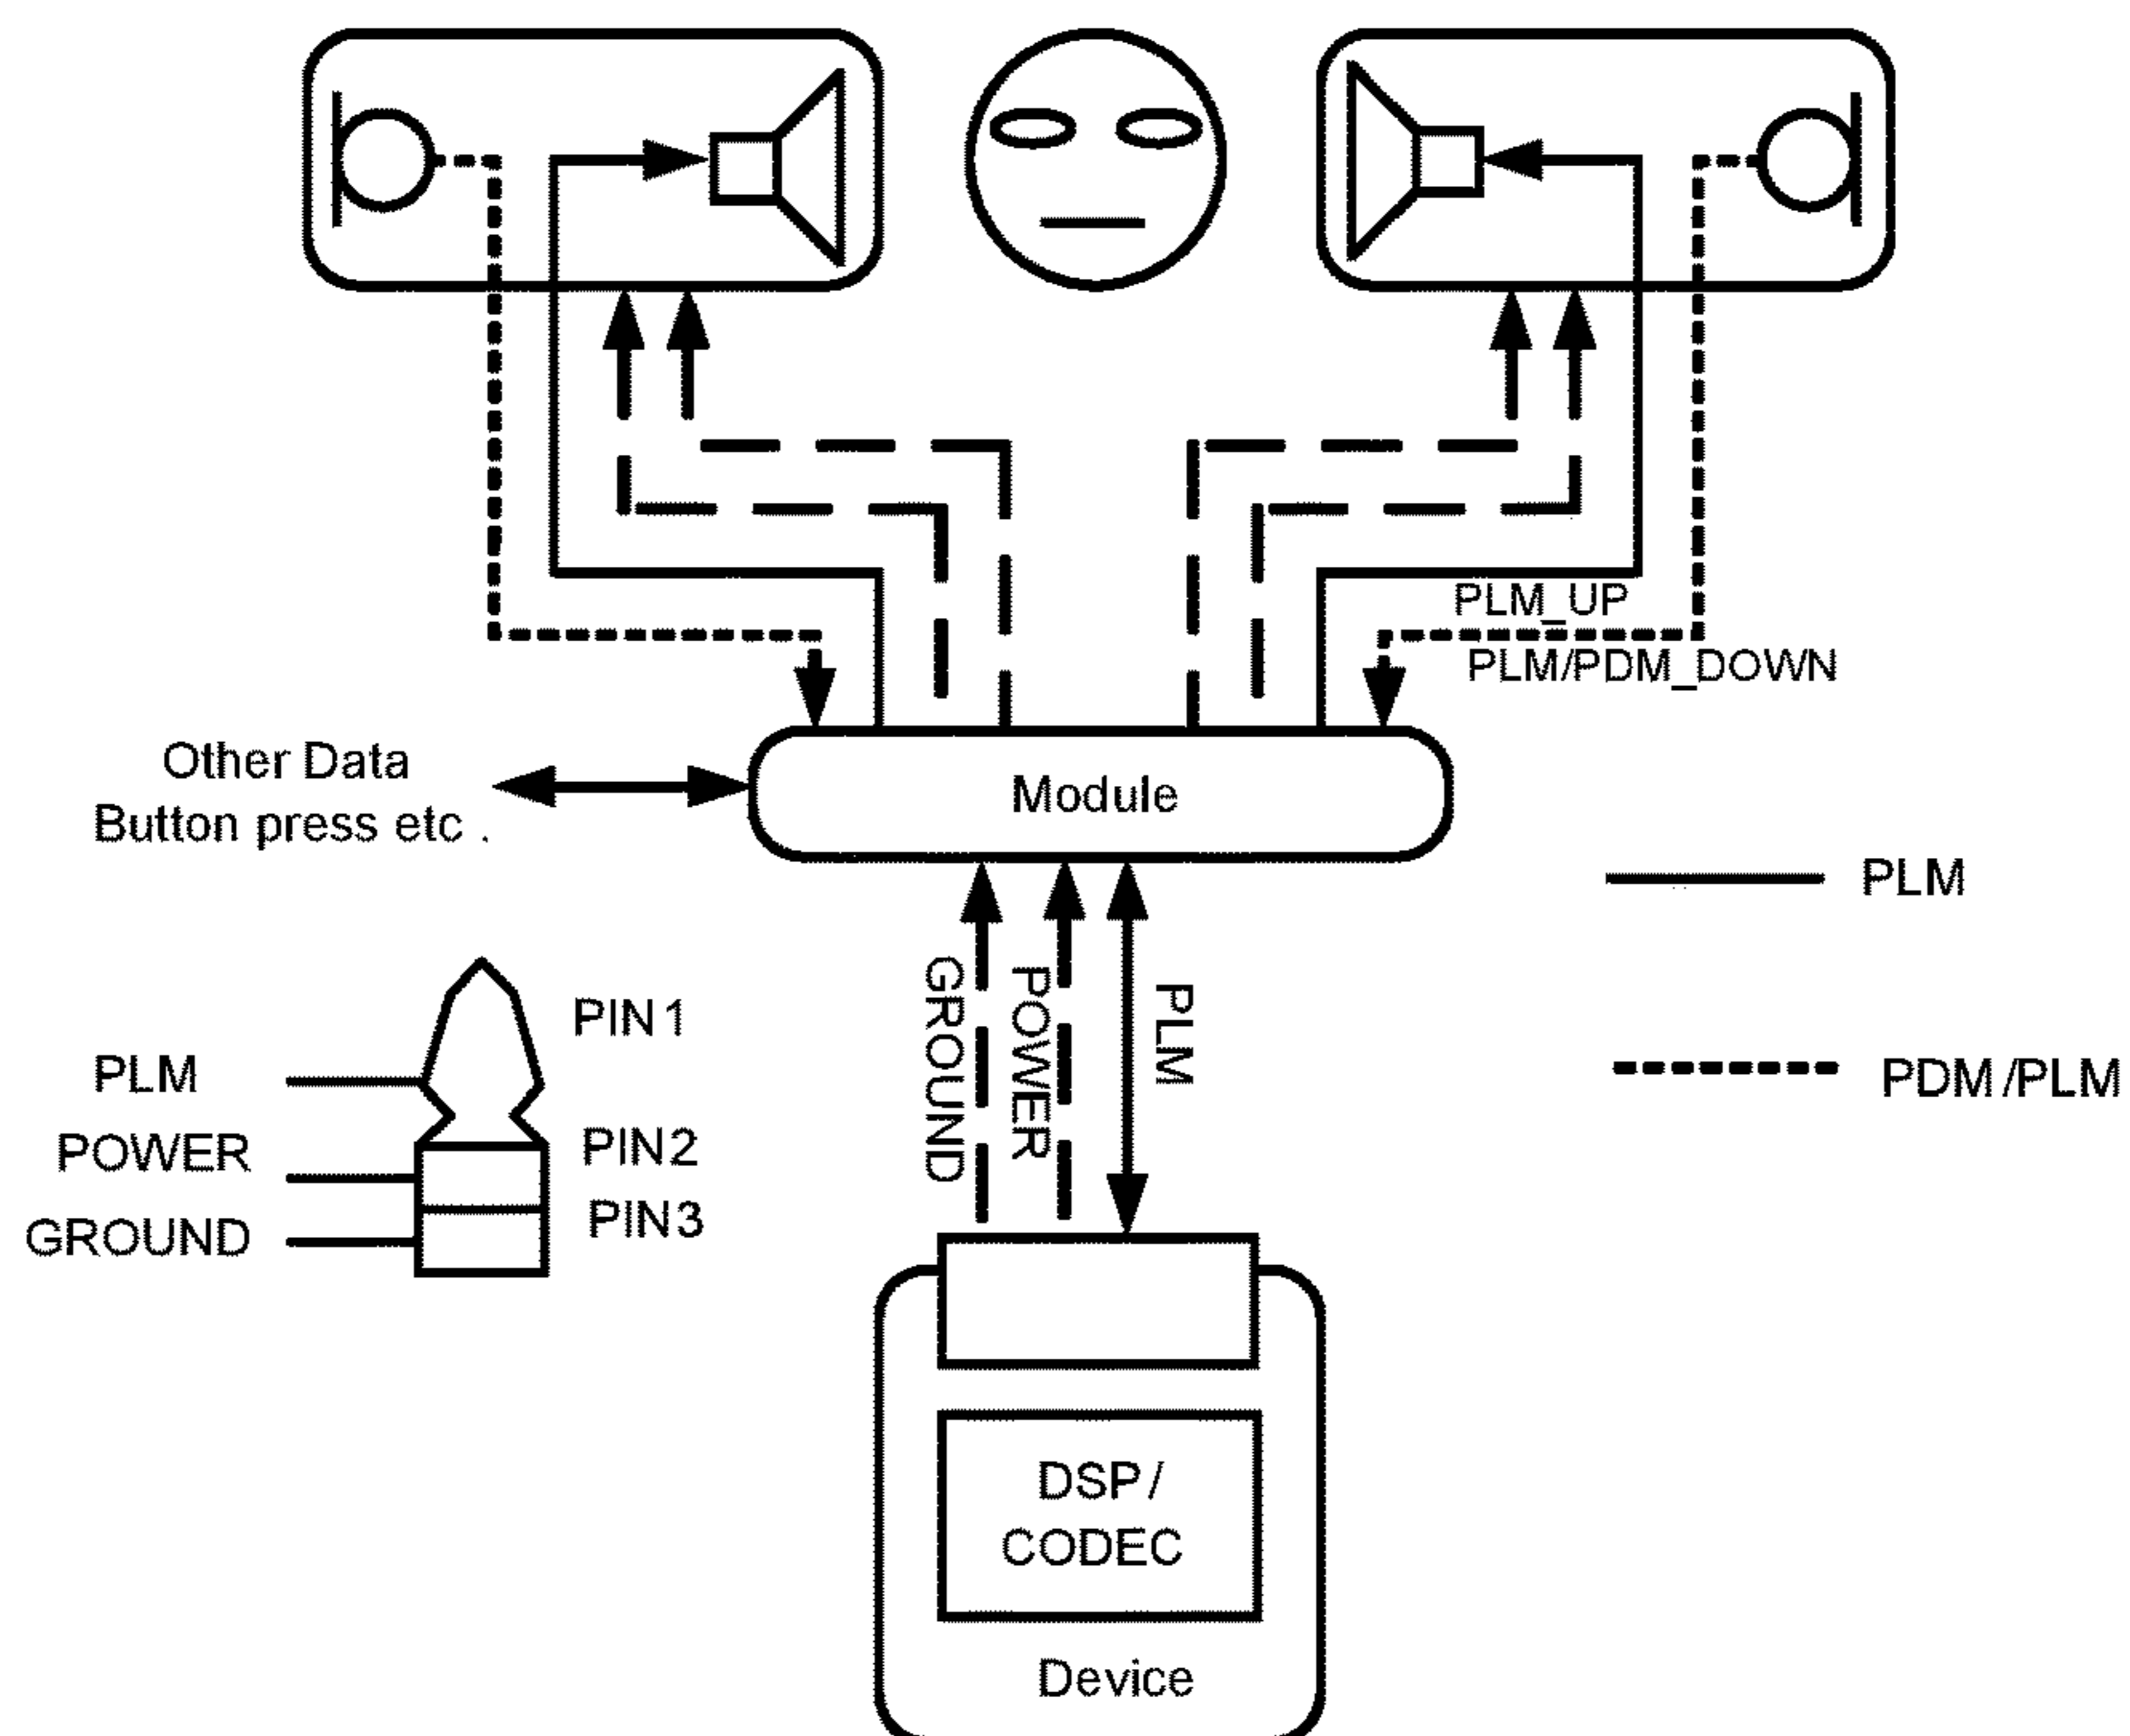 PLM_UP
PLM/PDM_DOWN
Other Data
Button press etc .
Module
PLM
GROUND
POWER
PLM
PDM/PLM
PIN1
PLM
PIN2
POWER
PIN3
GROUND
DSP/
CODEC
Device